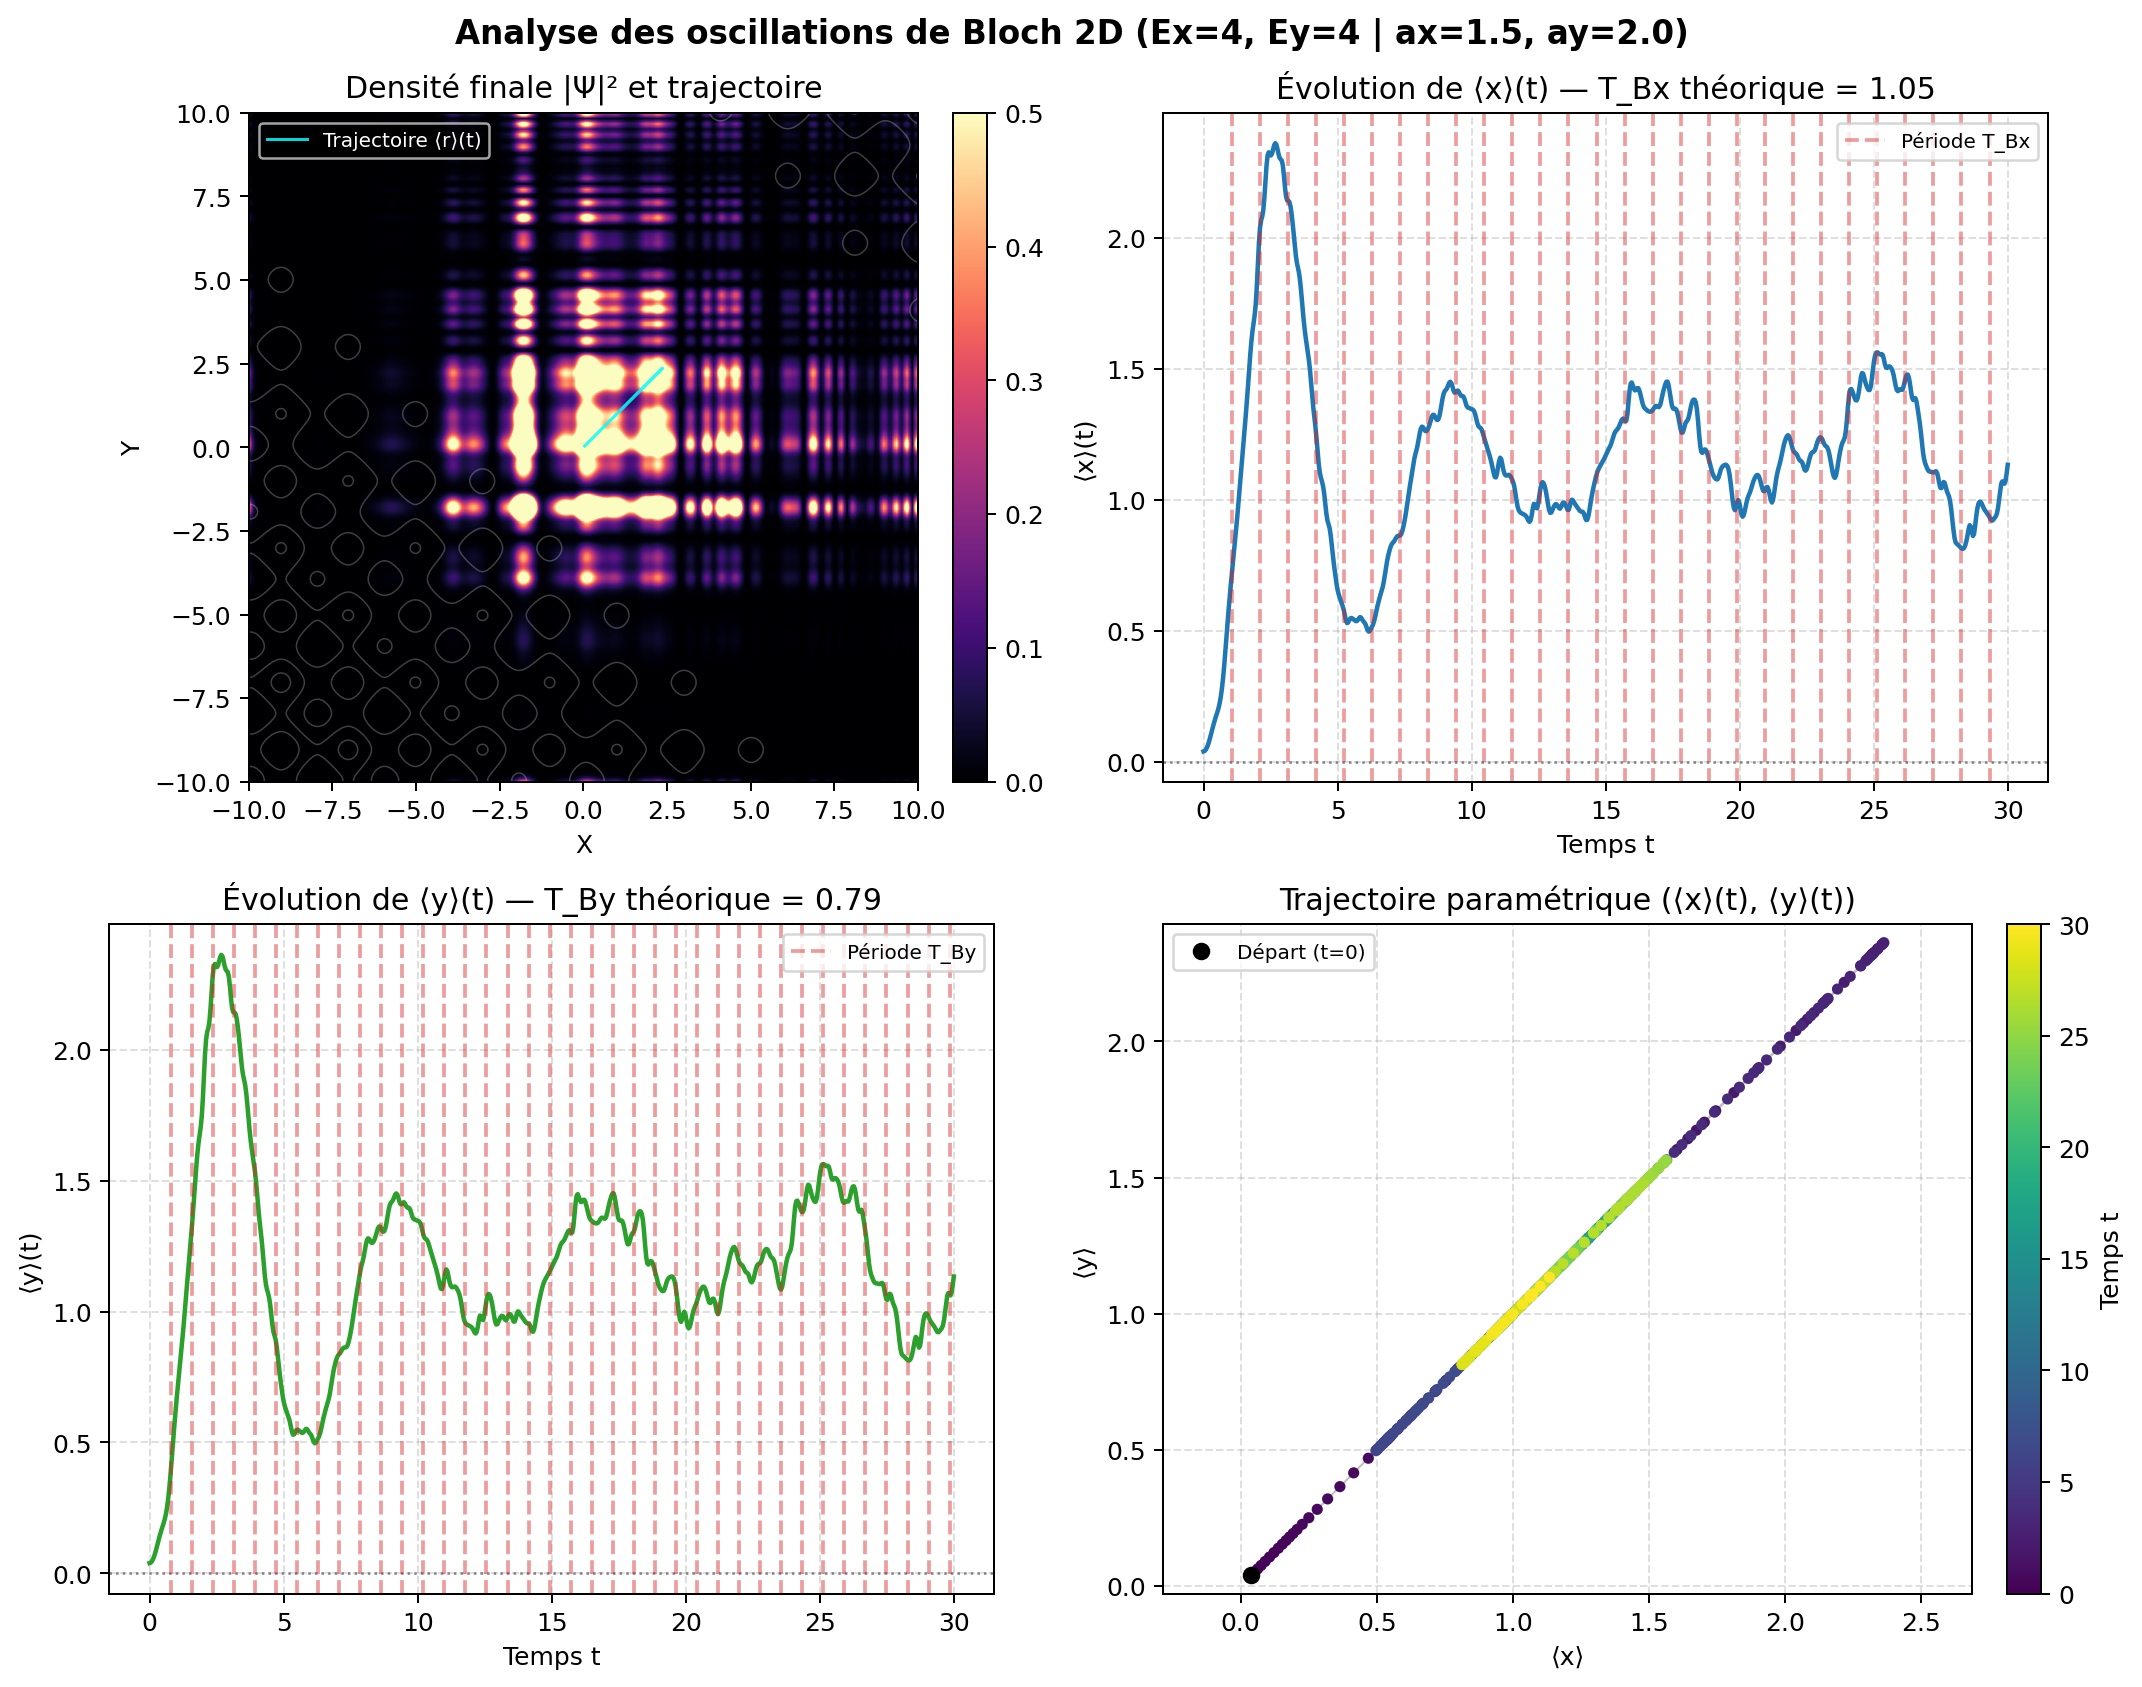 Analyse des oscillations de Bloch 2D (Ex=4, Ey=4 | ax=1.5, ay=2.0)
Densité finale |Ψ|² et trajectoire
Trajectoire ⟨r⟩(t)
10.0
7.5
5.0
2.5
0.0
−2.5
−5.0
−7.5
−10.0
Y
−10.0 −7.5 −5.0 −2.5 0.0 2.5 5.0 7.5 10.0
X
0.5
0.4
0.3
0.2
0.1
0.0
Évolution de ⟨x⟩(t) — T_Bx théorique = 1.05
Période T_Bx
2.0
1.5
1.0
0.5
0.0
⟨x⟩(t)
0 5 10 15 20 25 30
Temps t
Évolution de ⟨y⟩(t) — T_By théorique = 0.79
Période T_By
2.0
1.5
1.0
0.5
0.0
⟨y⟩(t)
0 5 10 15 20 25 30
Temps t
Trajectoire paramétrique (⟨x⟩(t), ⟨y⟩(t))
Départ (t=0)
2.0
1.5
1.0
0.5
0.0
⟨y⟩
0.0 0.5 1.0 1.5 2.0 2.5
⟨x⟩
30
25
20
15
10
5
0
Temps t